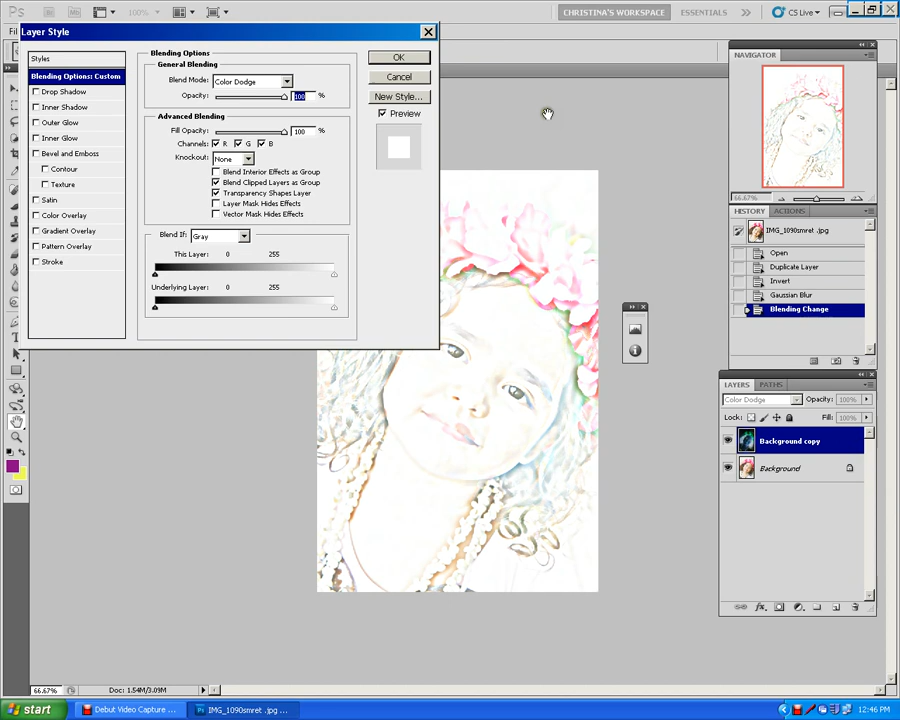 Ps Br Mb 100% CHRISTINA'S WORKSPACE ESSENTIALS CS Live
Fi
Layer Style
Styles
Blending Options: Custom
Drop Shadow
Inner Shadow
Outer Glow
Inner Glow
Bevel and Emboss
Contour
Texture
Satin
Color Overlay
Gradient Overlay
Pattern Overlay
Stroke
Blending Options
General Blending
Blend Mode: Color Dodge
Opacity: 100 %
Advanced Blending
Fill Opacity: 100 %
Channels: R G B
Knockout: None
Blend Interior Effects as Group
Blend Clipped Layers as Group
Transparency Shapes Layer
Layer Mask Hides Effects
Vector Mask Hides Effects
Blend If: Gray
This Layer: 0 255
Underlying Layer: 0 255
OK
Cancel
New Style...
Preview
NAVIGATOR
66.67%
HISTORY ACTIONS
IMG_1090smret .jpg
Open
Duplicate Layer
Invert
Gaussian Blur
Blending Change
LAYERS PATHS
Color Dodge Opacity: 100%
Lock: Fill: 100%
Background copy
Background
fx
T
66.67% Doc: 1.54M/3.09M
start Debut Video Capture ... Ps IMG_1090smret .jpg ... 12:46 PM